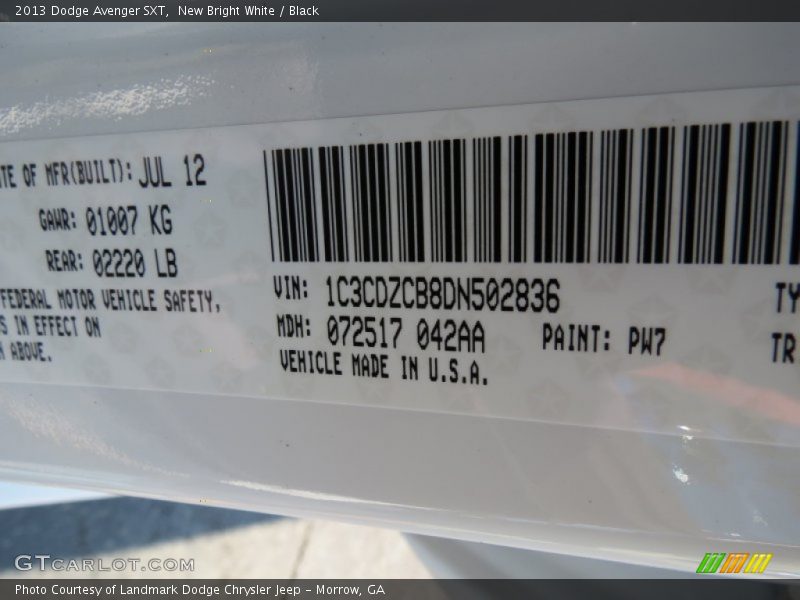 2013 Dodge Avenger SXT, New Bright White / Black
TE OF MFR(BUILT): JUL 12
GAWR: 01007 KG
REAR: 02220 LB
FEDERAL MOTOR VEHICLE SAFETY,
S IN EFFECT ON
ABOVE.
VIN: 1C3CDZCB8DN502836
MDH: 072517 042AA PAINT: PW7
VEHICLE MADE IN U.S.A.
TY
TR
GTCARLOT.COM
Photo Courtesy of Landmark Dodge Chrysler Jeep - Morrow, GA